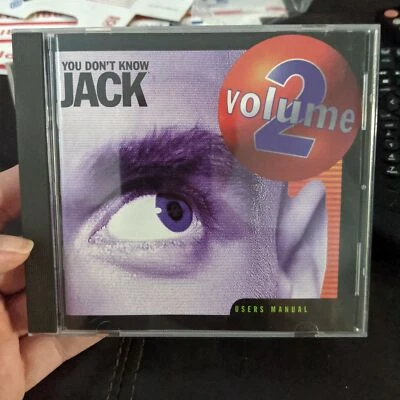 YOU DON'T KNOW
JACK
volume
2
USERS MANUAL